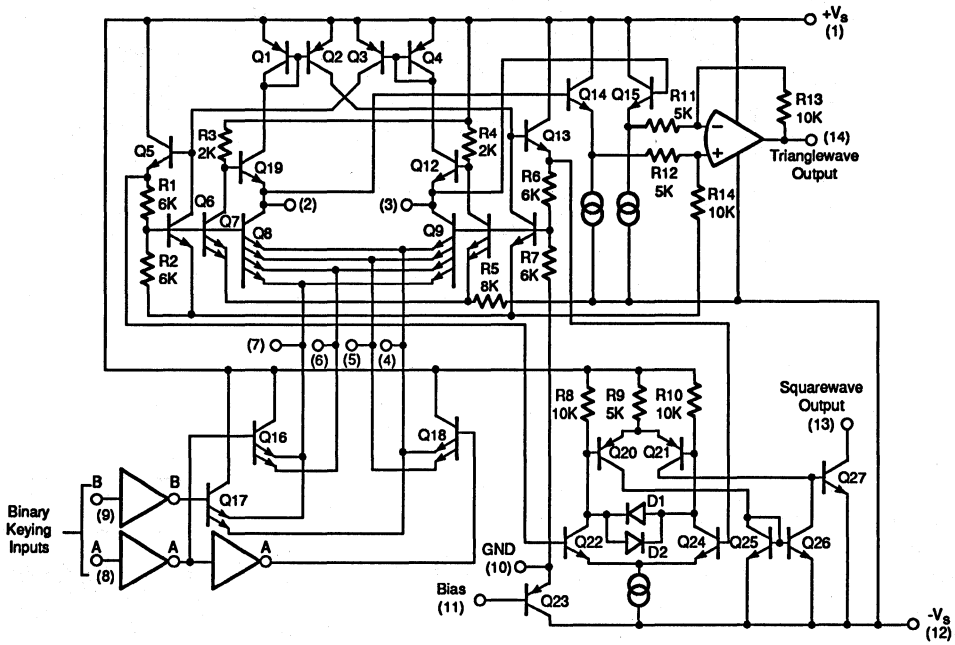 +Vs
(1)
Q1
Q2
Q3
Q4
Q14
Q15
R11
5K
R13
10K
Q5
R3
2K
R4
2K
Q13
(14)
Trianglewave
Output
Q19
Q12
R12
5K
R1
6K
R6
6K
R14
10K
(2)
(3)
Q6
Q7
Q8
Q9
R2
6K
R5
8K
R7
6K
−
+
(7)
(6)
(5)
(4)
R8
10K
R9
5K
R10
10K
Squarewave
Output
(13)
Q16
Q18
Q20
Q21
Q27
Q17
Binary
Keying
Inputs
B
(9)
B
D1
D2
Q22
Q24
Q25
Q26
A
(8)
A
A
GND
(10)
Bias
(11)
Q23
-Vs
(12)